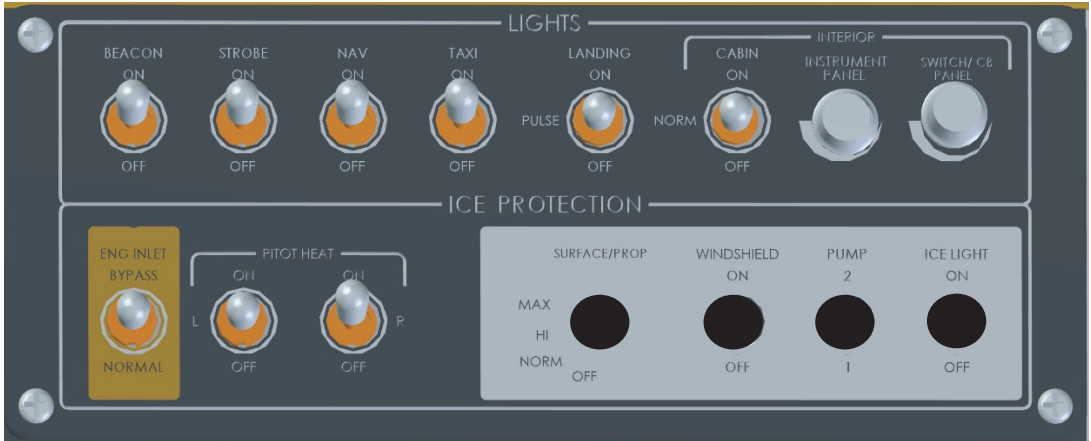 LIGHTS
INTERIOR
BEACON STROBE NAV TAXI LANDING CABIN INSTRUMENT PANEL SWITCH/ CB PANEL
ON ON ON ON ON ON
PULSE NORM
OFF OFF OFF OFF OFF OFF
ICE PROTECTION
ENG INLET PITOT HEAT SURFACE/PROP WINDSHIELD PUMP ICE LIGHT
BYPASS ON ON ON 2 ON
MAX
L R
HI
NORM
NORMAL OFF OFF OFF OFF 1 OFF